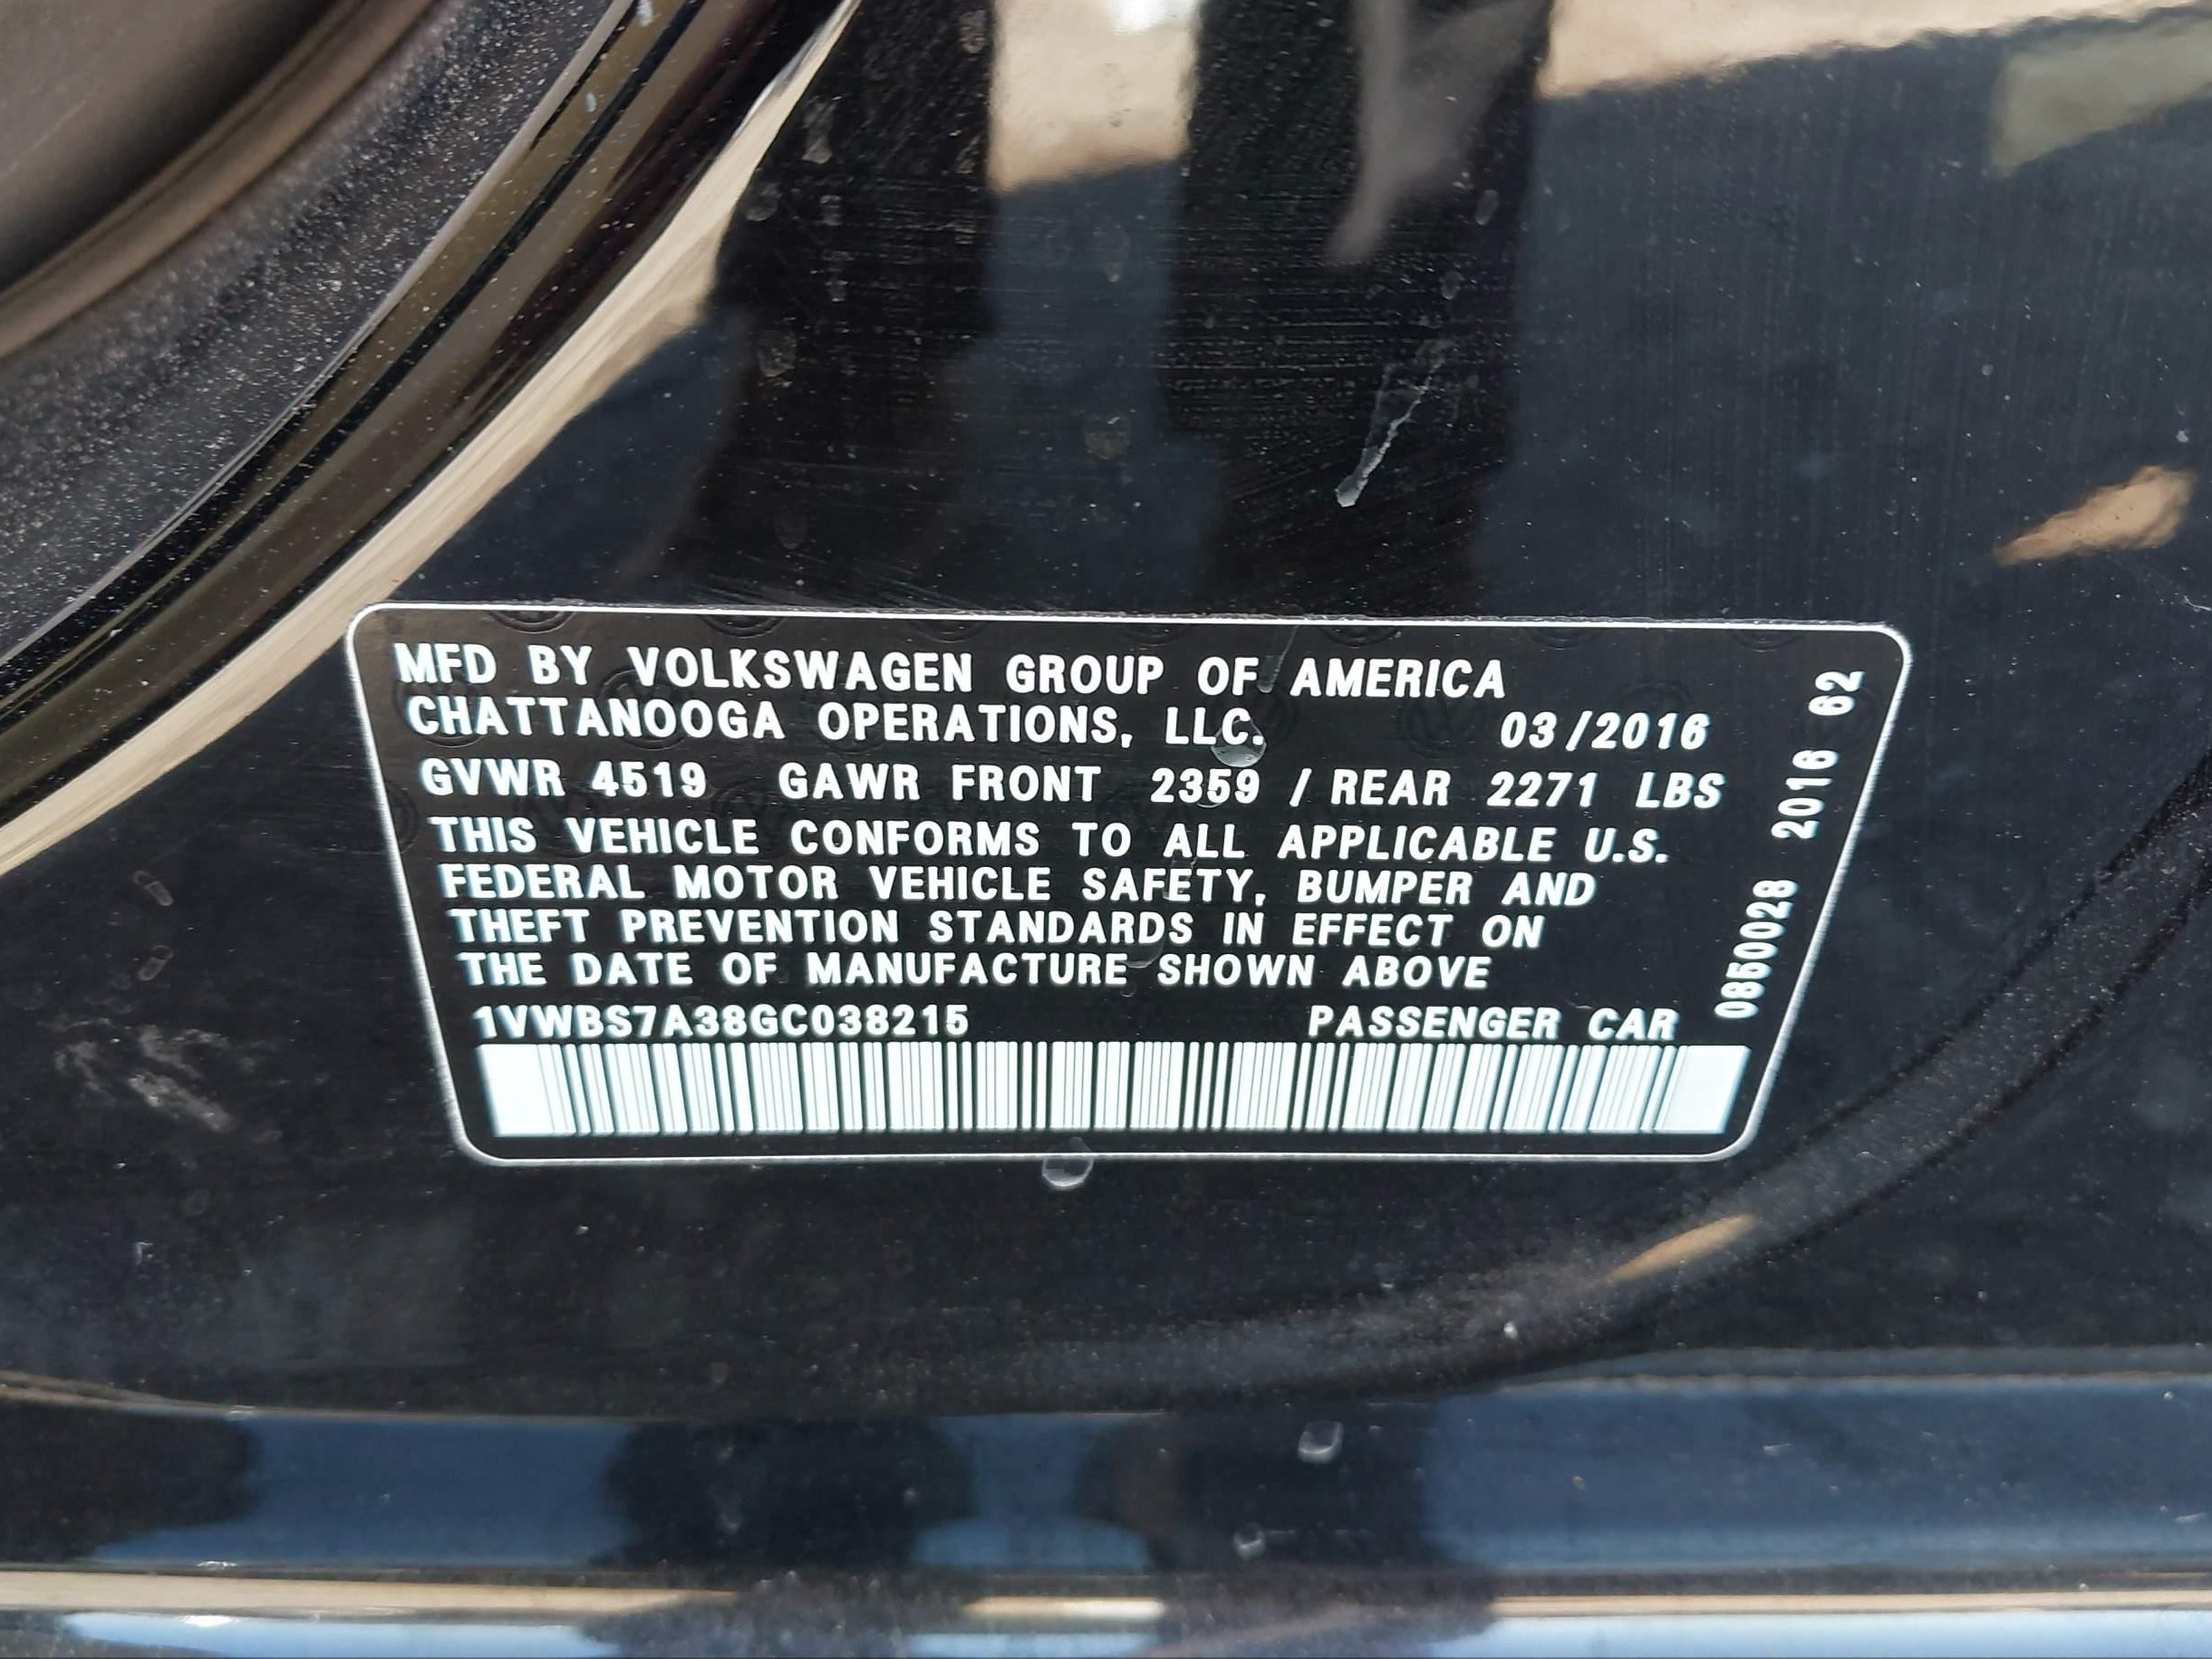 MFD BY VOLKSWAGEN GROUP OF AMERICA
CHATTANOOGA OPERATIONS, LLC. 03/2016
GVWR 4519 GAWR FRONT 2359 / REAR 2271 LBS
THIS VEHICLE CONFORMS TO ALL APPLICABLE U.S.
FEDERAL MOTOR VEHICLE SAFETY, BUMPER AND
THEFT PREVENTION STANDARDS IN EFFECT ON
THE DATE OF MANUFACTURE SHOWN ABOVE
1VWBS7A38GC038215 PASSENGER CAR
0850028 2016 62